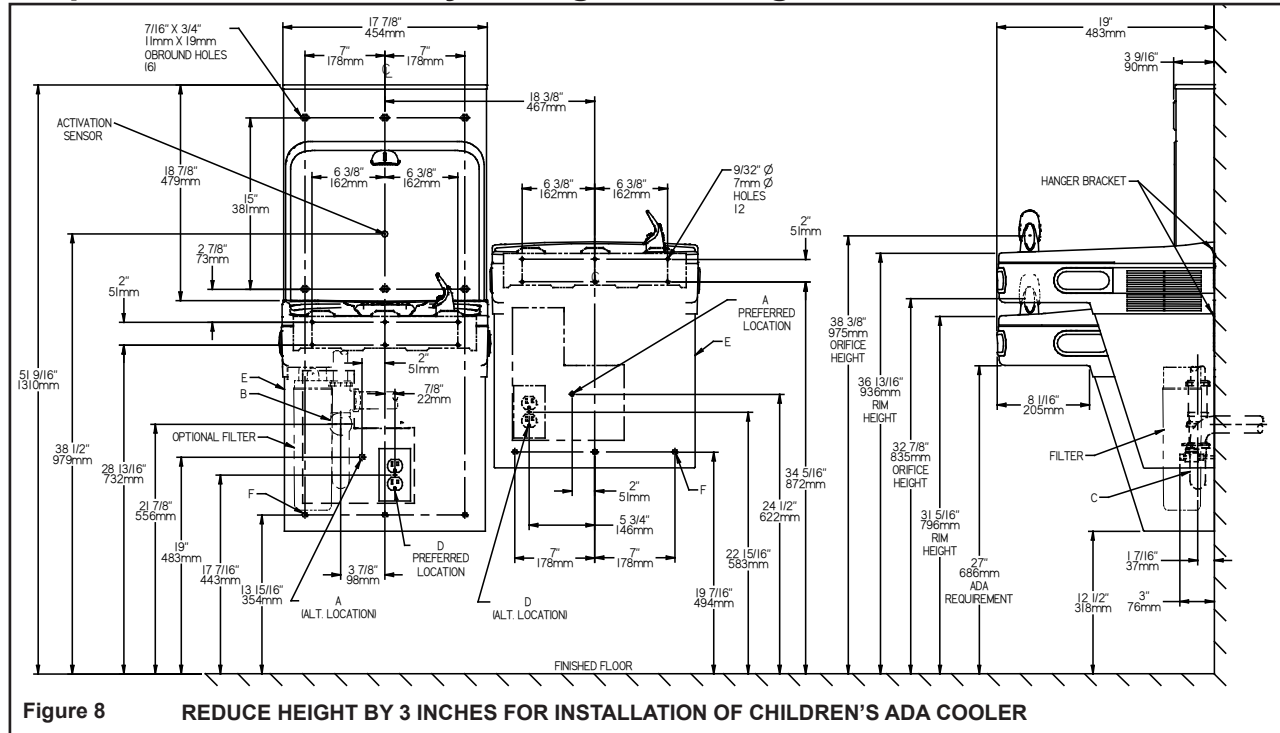 17 7/8"
454mm
7/16" X 3/4"
11mm X 19mm
OBROUND HOLES
(6)
7"
178mm
7"
178mm
℄
18 3/8"
467mm
ACTIVATION
SENSOR
18 7/8"
479mm
15"
381mm
6 3/8"
162mm
6 3/8"
162mm
2 7/8"
73mm
2"
51mm
51 9/16"
1310mm
38 1/2"
979mm
28 13/16"
732mm
21 7/8"
556mm
19"
483mm
17 7/16"
443mm
13 15/16"
354mm
E
B
OPTIONAL FILTER
F
2"
51mm
7/8"
22mm
3 7/8"
98mm
A
(ALT. LOCATION)
D
PREFERRED
LOCATION
6 3/8"
162mm
6 3/8"
162mm
9/32" Ø
7mm Ø
HOLES
12
2"
51mm
℄
A
PREFERRED
LOCATION
E
F
2"
51mm
5 3/4"
146mm
7"
178mm
7"
178mm
D
(ALT. LOCATION)
19 7/16"
494mm
22 15/16"
583mm
24 1/2"
622mm
34 5/16"
872mm
19"
483mm
3 9/16"
90mm
HANGER BRACKET
38 3/8"
975mm
ORIFICE
HEIGHT
36 13/16"
936mm
RIM
HEIGHT
32 7/8"
835mm
ORIFICE
HEIGHT
31 5/16"
796mm
RIM
HEIGHT
27"
686mm
ADA
REQUIREMENT
8 1/16"
205mm
FILTER
C
12 1/2"
318mm
1 7/16"
37mm
3"
76mm
FINISHED FLOOR
Figure 8 REDUCE HEIGHT BY 3 INCHES FOR INSTALLATION OF CHILDREN'S ADA COOLER